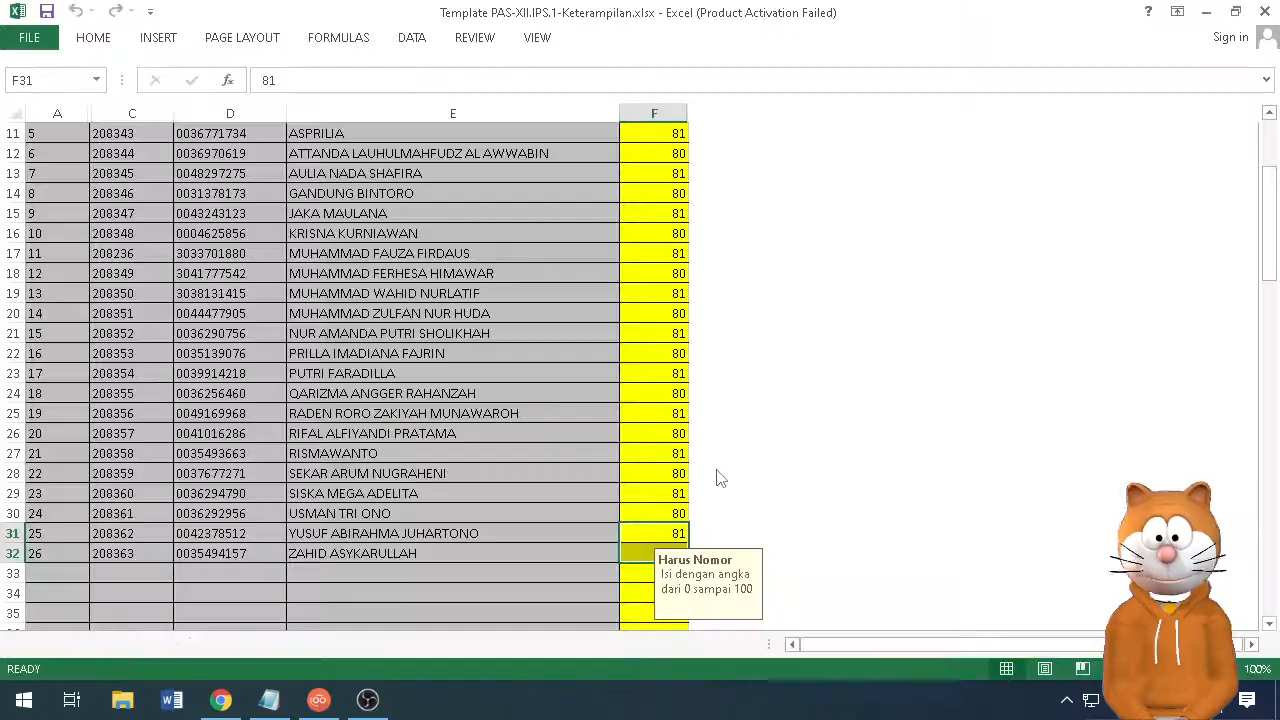 Template PAS-XII.IPS.1-Keterampilan.xlsx - Excel (Product Activation Failed)
FILE HOME INSERT PAGE LAYOUT FORMULAS DATA REVIEW VIEW Sign in
F31 fx 81
A C D E F
11 5 208343 0036771734 ASPRILIA 81
12 6 208344 0036970619 ATTANDA LAUHULMAHFUDZ AL AWWABIN 80
13 7 208345 0048297275 AULIA NADA SHAFIRA 81
14 8 208346 0031378173 GANDUNG BINTORO 80
15 9 208347 0043243123 JAKA MAULANA 81
16 10 208348 0004625856 KRISNA KURNIAWAN 80
17 11 208236 3033701880 MUHAMMAD FAUZA FIRDAUS 81
18 12 208349 3041777542 MUHAMMAD FERHESA HIMAWAR 80
19 13 208350 3038131415 MUHAMMAD WAHID NURLATIF 81
20 14 208351 0044477905 MUHAMMAD ZULFAN NUR HUDA 80
21 15 208352 0036290756 NUR AMANDA PUTRI SHOLIKHAH 81
22 16 208353 0035139076 PRILLA IMADIANA FAJRIN 80
23 17 208354 0039914218 PUTRI FARADILLA 81
24 18 208355 0036256460 QARIZMA ANGGER RAHANZAH 80
25 19 208356 0049169968 RADEN RORO ZAKIYAH MUNAWAROH 81
26 20 208357 0041016286 RIFAL ALFIYANDI PRATAMA 80
27 21 208358 0035493663 RISMAWANTO 81
28 22 208359 0037677271 SEKAR ARUM NUGRAHENI 80
29 23 208360 0036294790 SISKA MEGA ADELITA 81
30 24 208361 0036292956 USMAN TRI ONO 80
31 25 208362 0042378512 YUSUF ABIRAHMA JUHARTONO 81
32 26 208363 0035494157 ZAHID ASYKARULLAH
Harus Nomor
Isi dengan angka
dari 0 sampai 100
33
34
35
READY 100%